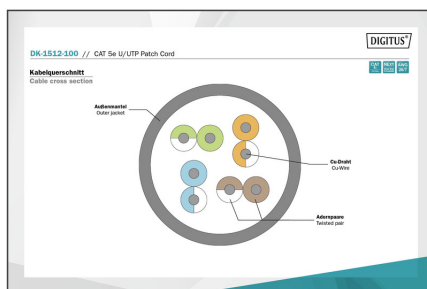 DIGITUS®
DK-1512-100 // CAT 5e U/UTP Patch Cord
Kabelquerschnitt
Cable cross section
Außenmantel
Outer jacket
Cu-Draht
Cu-Wire
Adernpaare
Twisted pair